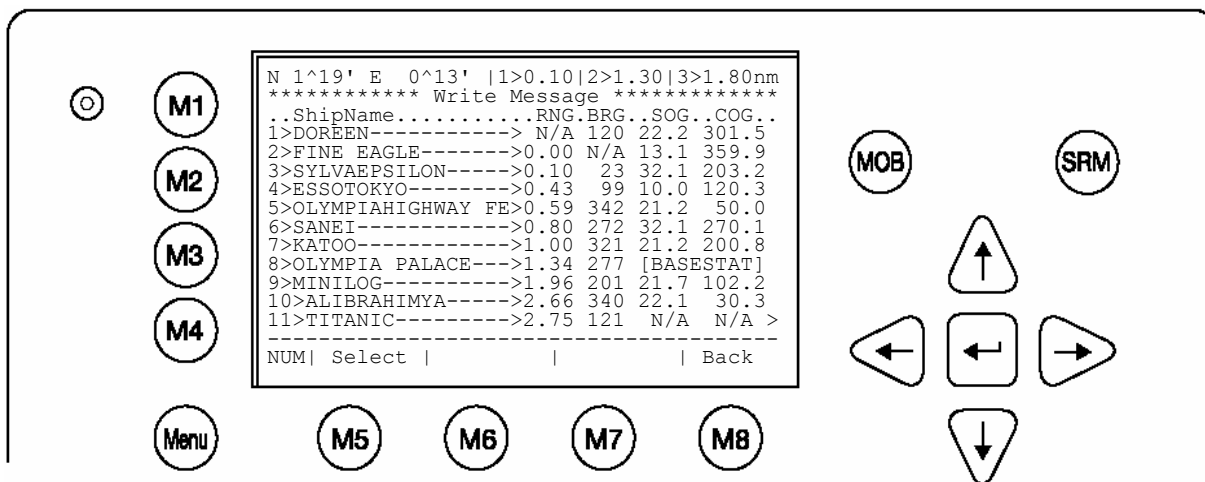 N 1^19' E  0^13' |1>0.10|2>1.30|3>1.80nm
************ Write Message *************
..ShipName...........RNG.BRG..SOG..COG..
1>DOREEN-----------> N/A 120 22.2 301.5
2>FINE EAGLE------->0.00 N/A 13.1 359.9
3>SYLVAEPSILON----->0.10  23 32.1 203.2
4>ESSOTOKYO-------->0.43  99 10.0 120.3
5>OLYMPIAHIGHWAY FE>0.59 342 21.2  50.0
6>SANEI------------>0.80 272 32.1 270.1
7>KATOO------------>1.00 321 21.2 200.8
8>OLYMPIA PALACE--->1.34 277 [BASESTAT]
9>MINILOG---------->1.96 201 21.7 102.2
10>ALIBRAHIMYA----->2.66 340 22.1  30.3
11>TITANIC--------->2.75 121  N/A  N/A >
----------------------------------------
NUM| Select |         |         | Back
M1
M2
M3
M4
MOB
SRM
Menu
M5
M6
M7
M8